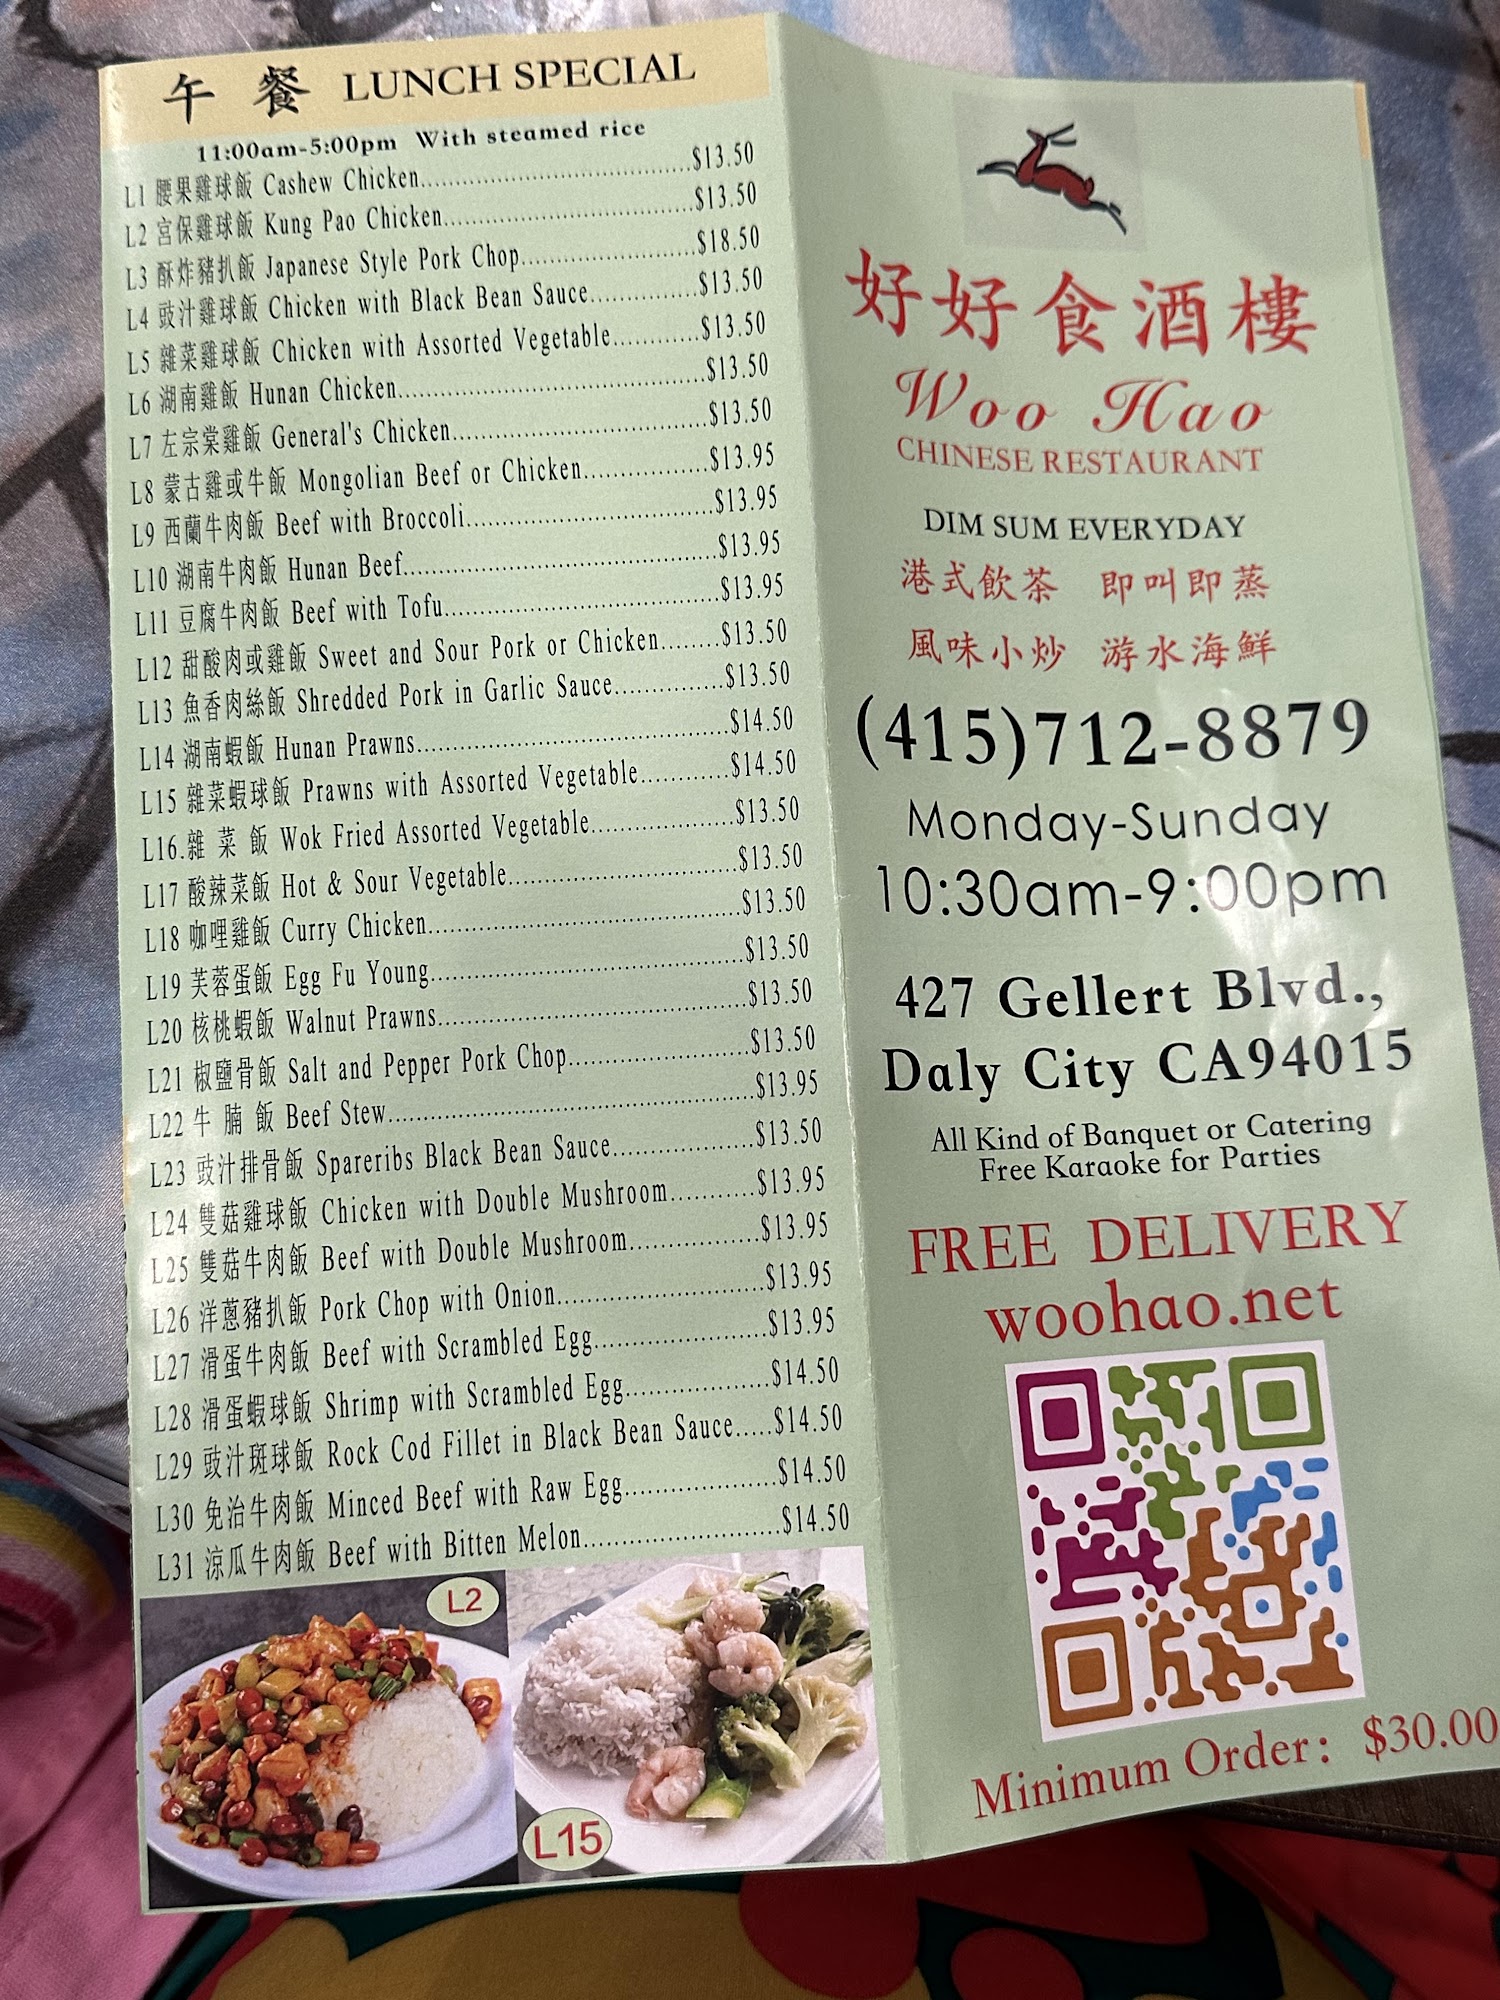 午 餐 LUNCH SPECIAL
11:00am-5:00pm With steamed rice
L1 腰果雞球飯 Cashew Chicken.......................................$13.50
L2 宮保雞球飯 Kung Pao Chicken....................................$13.50
L3 酥炸豬扒飯 Japanese Style Pork Chop.........................$18.50
L4 豉汁雞球飯 Chicken with Black Bean Sauce................$13.50
L5 雜菜雞球飯 Chicken with Assorted Vegetable.............$13.50
L6 湖南雞飯 Hunan Chicken............................................$13.50
L7 左宗棠雞飯 General's Chicken.....................................$13.50
L8 蒙古雞或牛飯 Mongolian Beef or Chicken..................$13.95
L9 西蘭牛肉飯 Beef with Broccoli....................................$13.95
L10 湖南牛肉飯 Hunan Beef.............................................$13.95
L11 豆腐牛肉飯 Beef with Tofu........................................$13.95
L12 甜酸肉或雞飯 Sweet and Sour Pork or Chicken........$13.50
L13 魚香肉絲飯 Shredded Pork in Garlic Sauce................$13.50
L14 湖南蝦飯 Hunan Prawns.............................................$14.50
L15 雜菜蝦球飯 Prawns with Assorted Vegetable.............$14.50
L16.雜 菜 飯 Wok Fried Assorted Vegetable.....................$13.50
L17 酸辣菜飯 Hot & Sour Vegetable.................................$13.50
L18 咖哩雞飯 Curry Chicken.............................................$13.50
L19 芙蓉蛋飯 Egg Fu Young..............................................$13.50
L20 核桃蝦飯 Walnut Prawns.............................................$13.50
L21 椒鹽骨飯 Salt and Pepper Pork Chop..........................$13.50
L22 牛 腩 飯 Beef Stew.....................................................$13.95
L23 豉汁排骨飯 Spareribs Black Bean Sauce.....................$13.50
L24 雙菇雞球飯 Chicken with Double Mushroom............$13.95
L25 雙菇牛肉飯 Beef with Double Mushroom...................$13.95
L26 洋蔥豬扒飯 Pork Chop with Onion..............................$13.95
L27 滑蛋牛肉飯 Beef with Scrambled Egg.........................$13.95
L28 滑蛋蝦球飯 Shrimp with Scrambled Egg.....................$14.50
L29 豉汁斑球飯 Rock Cod Fillet in Black Bean Sauce.....$14.50
L30 免治牛肉飯 Minced Beef with Raw Egg......................$14.50
L31 涼瓜牛肉飯 Beef with Bitten Melon.............................$14.50
L2
L15
好好食酒樓
Woo Hao
CHINESE RESTAURANT
DIM SUM EVERYDAY
港式飲茶 即叫即蒸
風味小炒 游水海鮮
(415)712-8879
Monday-Sunday
10:30am-9:00pm
427 Gellert Blvd.,
Daly City CA94015
All Kind of Banquet or Catering
Free Karaoke for Parties
FREE DELIVERY
woohao.net
Minimum Order: $30.00